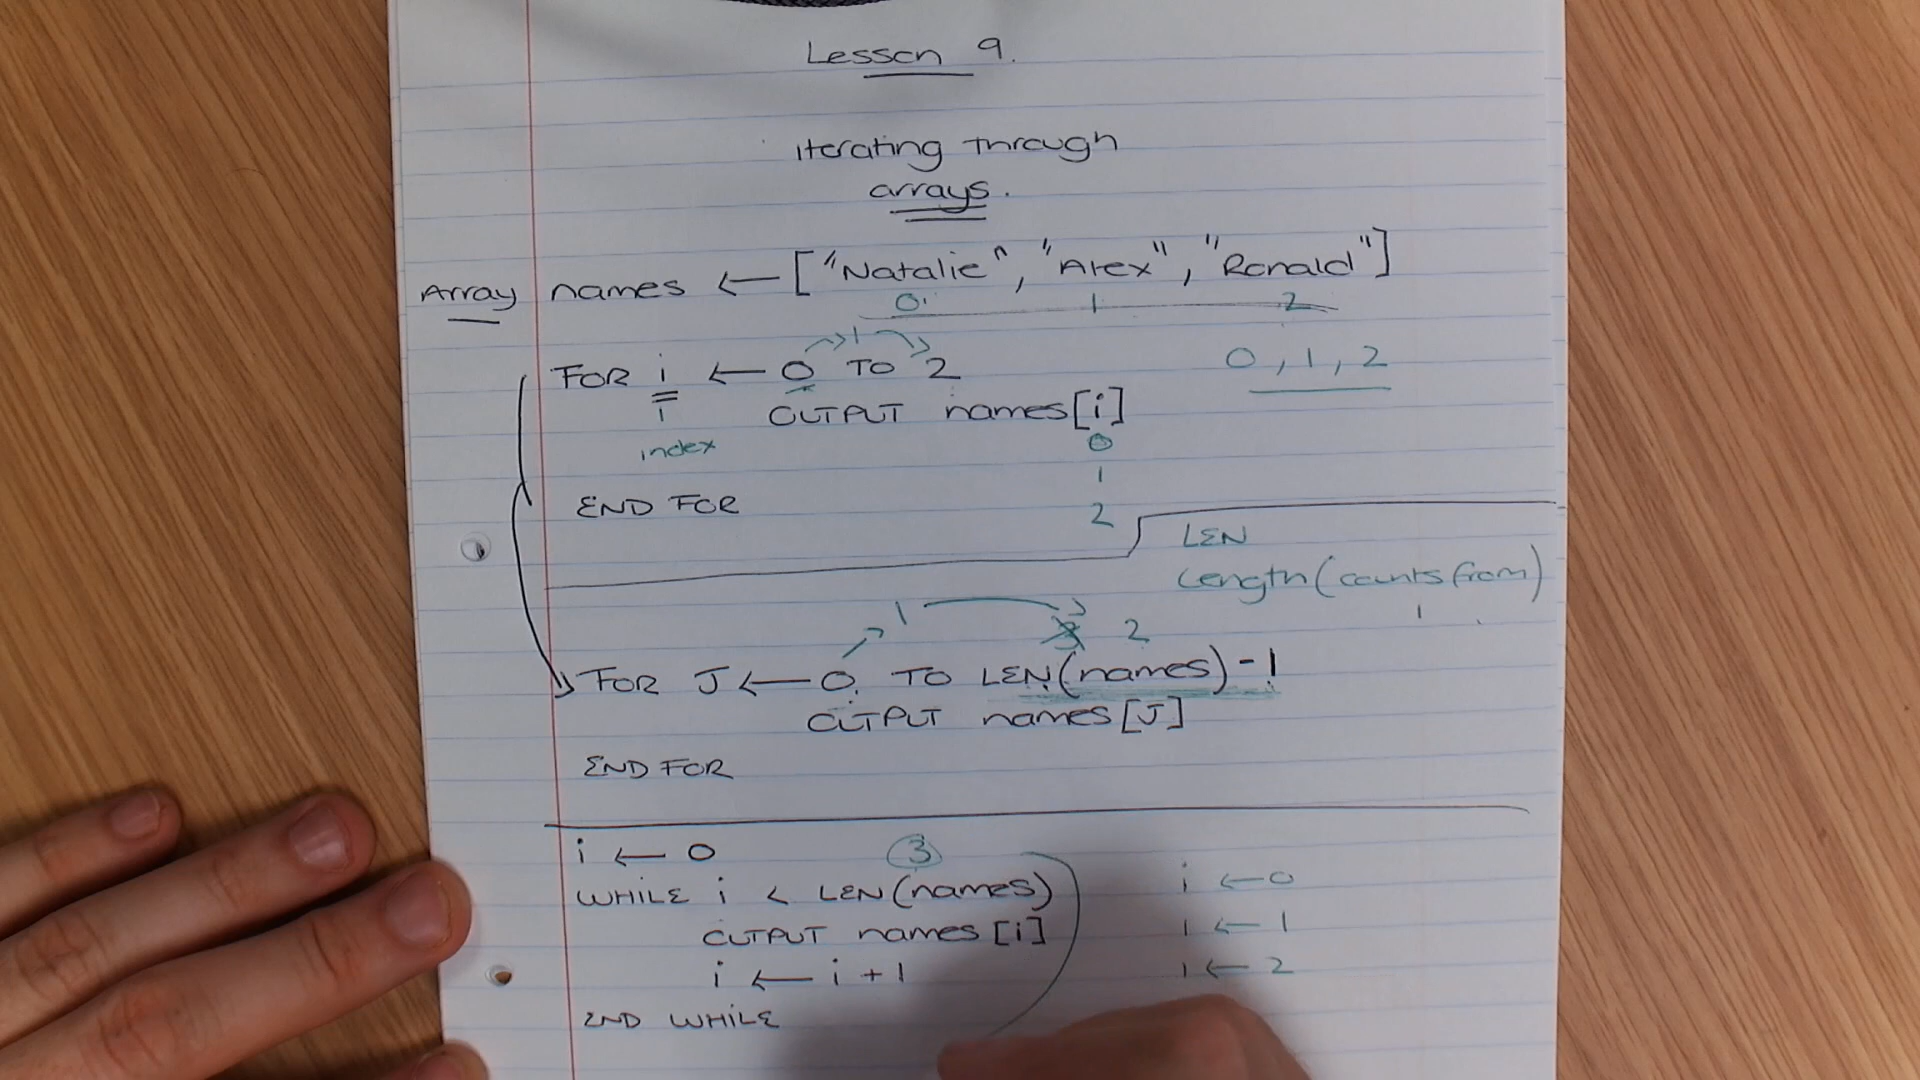 Lesson 9.
Iterating through
arrays.
Array names ← ["Natalie", "Alex", "Ronald"]
0 1 2
1
FOR i ← 0 TO 2
0, 1, 2
OUTPUT names[i]
index
0
1
2
END FOR
LEN
Length (counts from)
1
1 3 2
FOR J ← 0 TO LEN(names) - 1
OUTPUT names[J]
END FOR
i ← 0
3
WHILE i < LEN(names)
OUTPUT names[i]
i ← i + 1
END WHILE
i ← 0
i ← 1
i ← 2